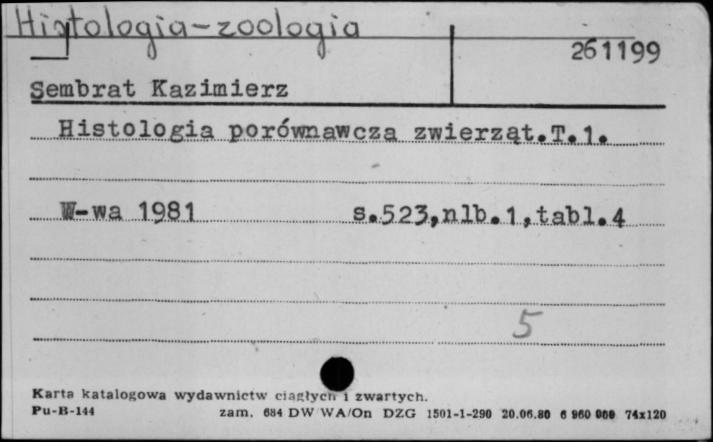 Histologia-zoologia
261199
Sembrat Kazimierz
Histologia porównawcza zwierząt.T.1.
W-wa 1981 s.523,nlb.1,tabl.4
5
Karta katalogowa wydawnictw ciągłych i zwartych.
Pu-B-144 zam. 684 DW WA/On DZG 1501-1-290 20.06.80 6 960 000 74x120